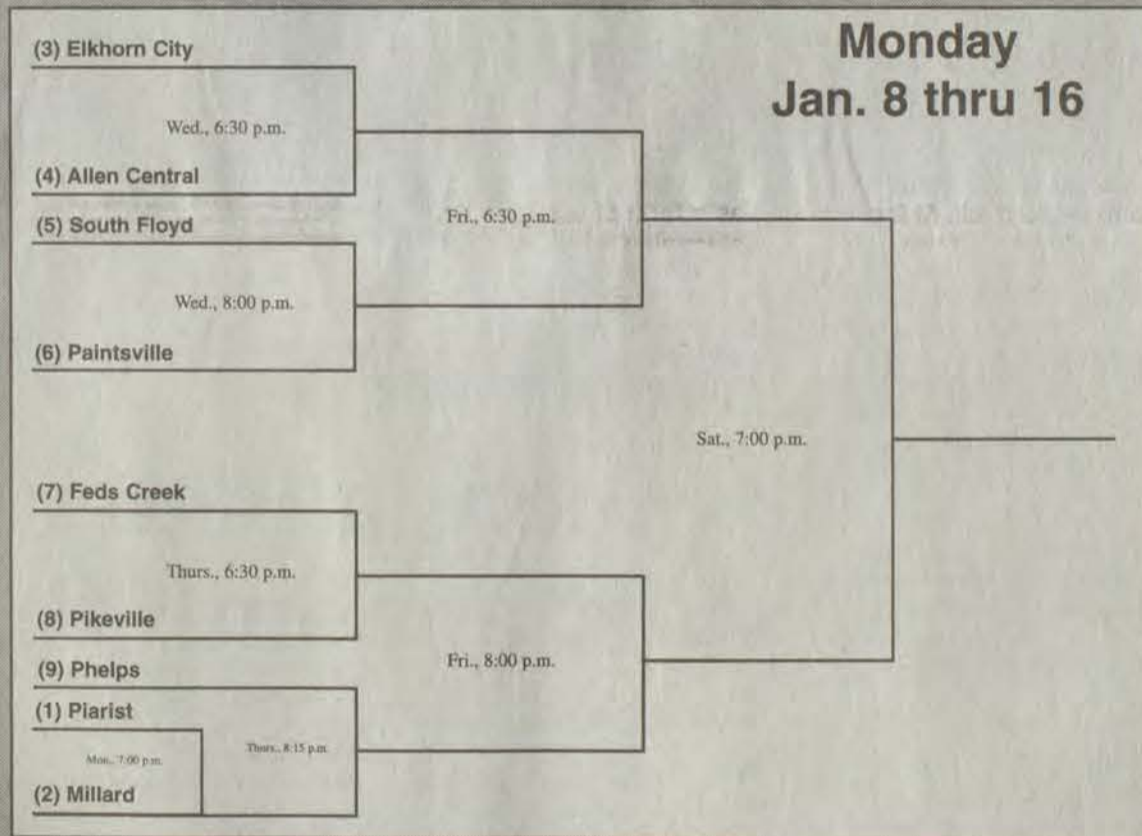 Monday
Jan. 8 thru 16
(3) Elkhorn City
Wed., 6:30 p.m.
(4) Allen Central
(5) South Floyd
Fri., 6:30 p.m.
Wed., 8:00 p.m.
(6) Paintsville
Sat., 7:00 p.m.
(7) Feds Creek
Thurs., 6:30 p.m.
(8) Pikeville
Fri., 8:00 p.m.
(9) Phelps
(1) Piarist
Thurs., 8:15 p.m.
Mon., 7:00 p.m.
(2) Millard